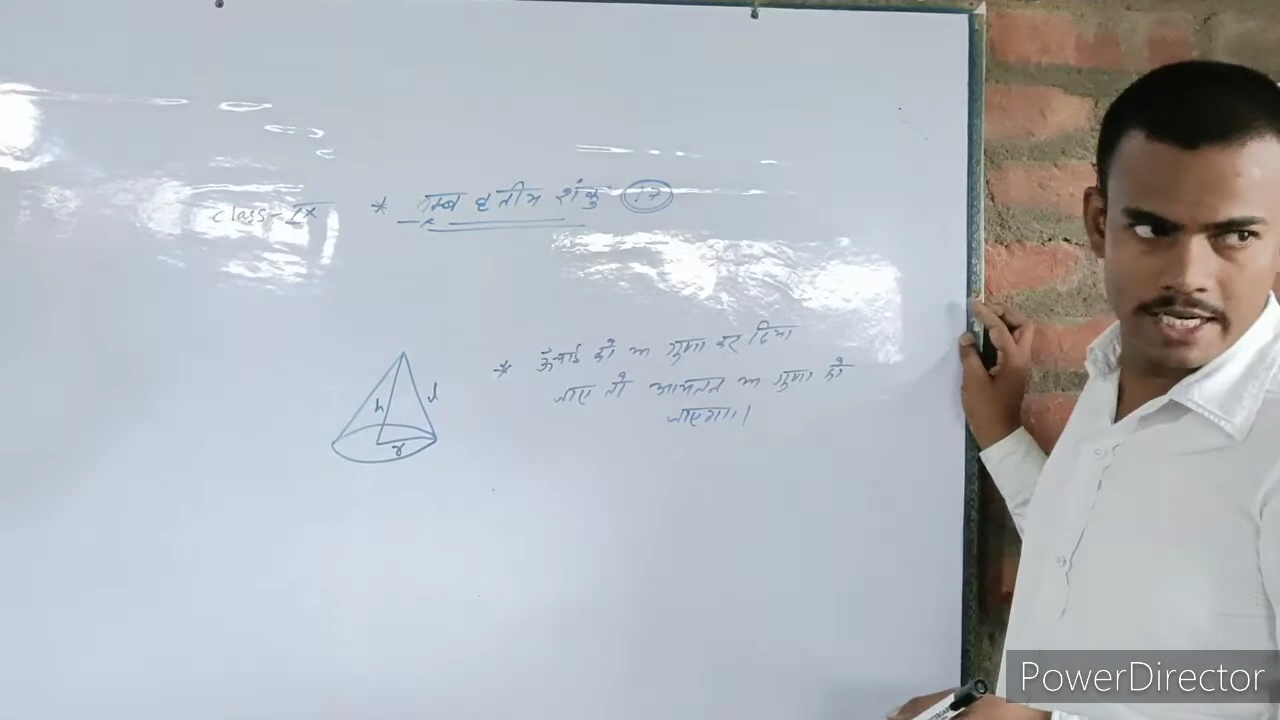 class-IX * लम्ब वृतीय शंकु 17
* ऊँचाई को n गुणा कर दिया
जाए तो आयतन n गुणा हो
जाएगा।
h
l
r
PowerDirector